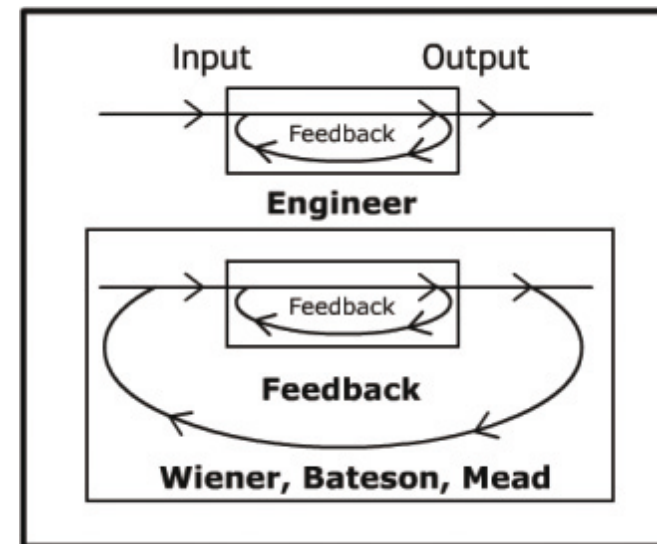 Input Output
Feedback
Engineer
Feedback
Feedback
Wiener, Bateson, Mead